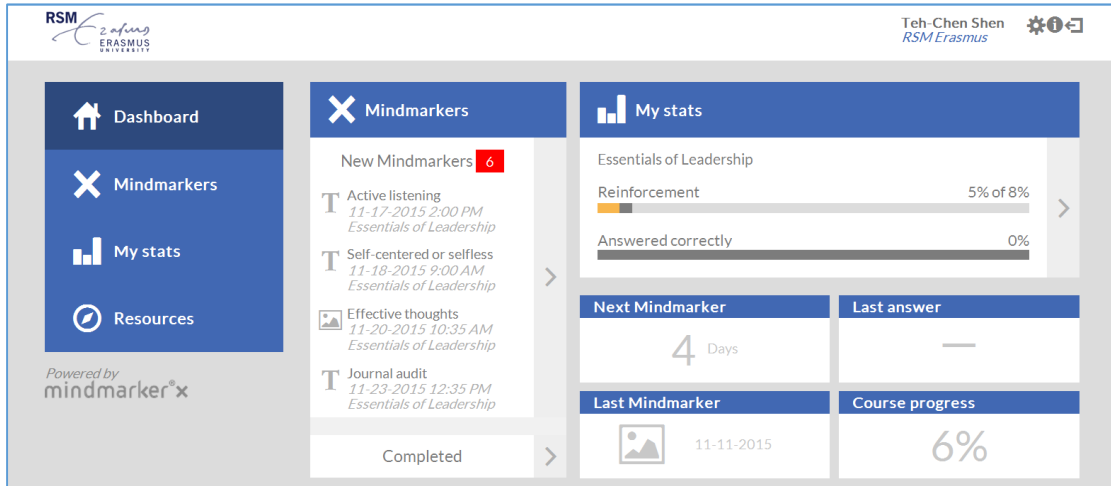 RSM
Erasmus
UNIVERSITY
Teh-Chen Shen
RSM Erasmus
Dashboard
Mindmarkers
My stats
Resources
Powered by
mindmarker®x
Mindmarkers
New Mindmarkers 6
Active listening
11-17-2015 2:00 PM
Essentials of Leadership
Self-centered or selfless
11-18-2015 9:00 AM
Essentials of Leadership
Effective thoughts
11-20-2015 10:35 AM
Essentials of Leadership
Journal audit
11-23-2015 12:35 PM
Essentials of Leadership
Completed
My stats
Essentials of Leadership
Reinforcement 5% of 8%
Answered correctly 0%
Next Mindmarker
4 Days
Last answer
—
Last Mindmarker
11-11-2015
Course progress
6%